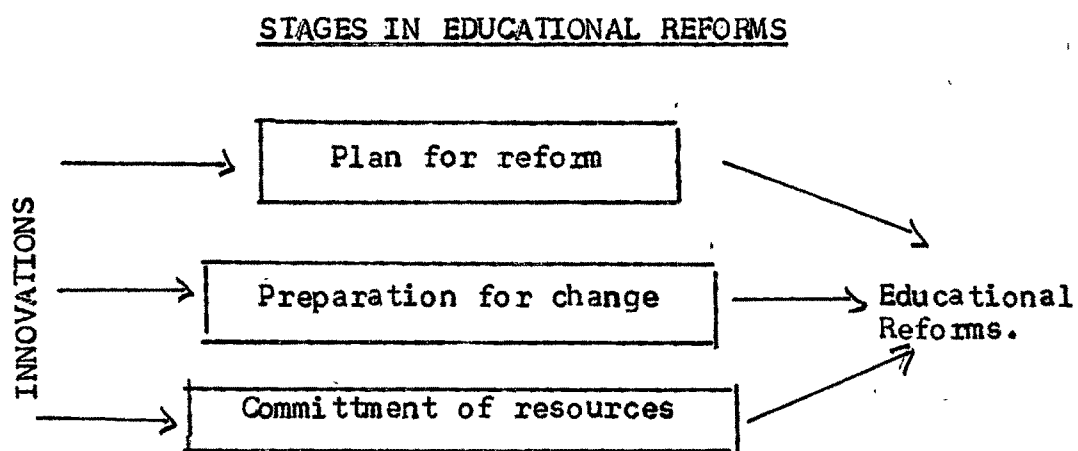 STAGES IN EDUCATIONAL REFORMS
INNOVATIONS
Plan for reform
Preparation for change
Committment of resources
Educational
Reforms.